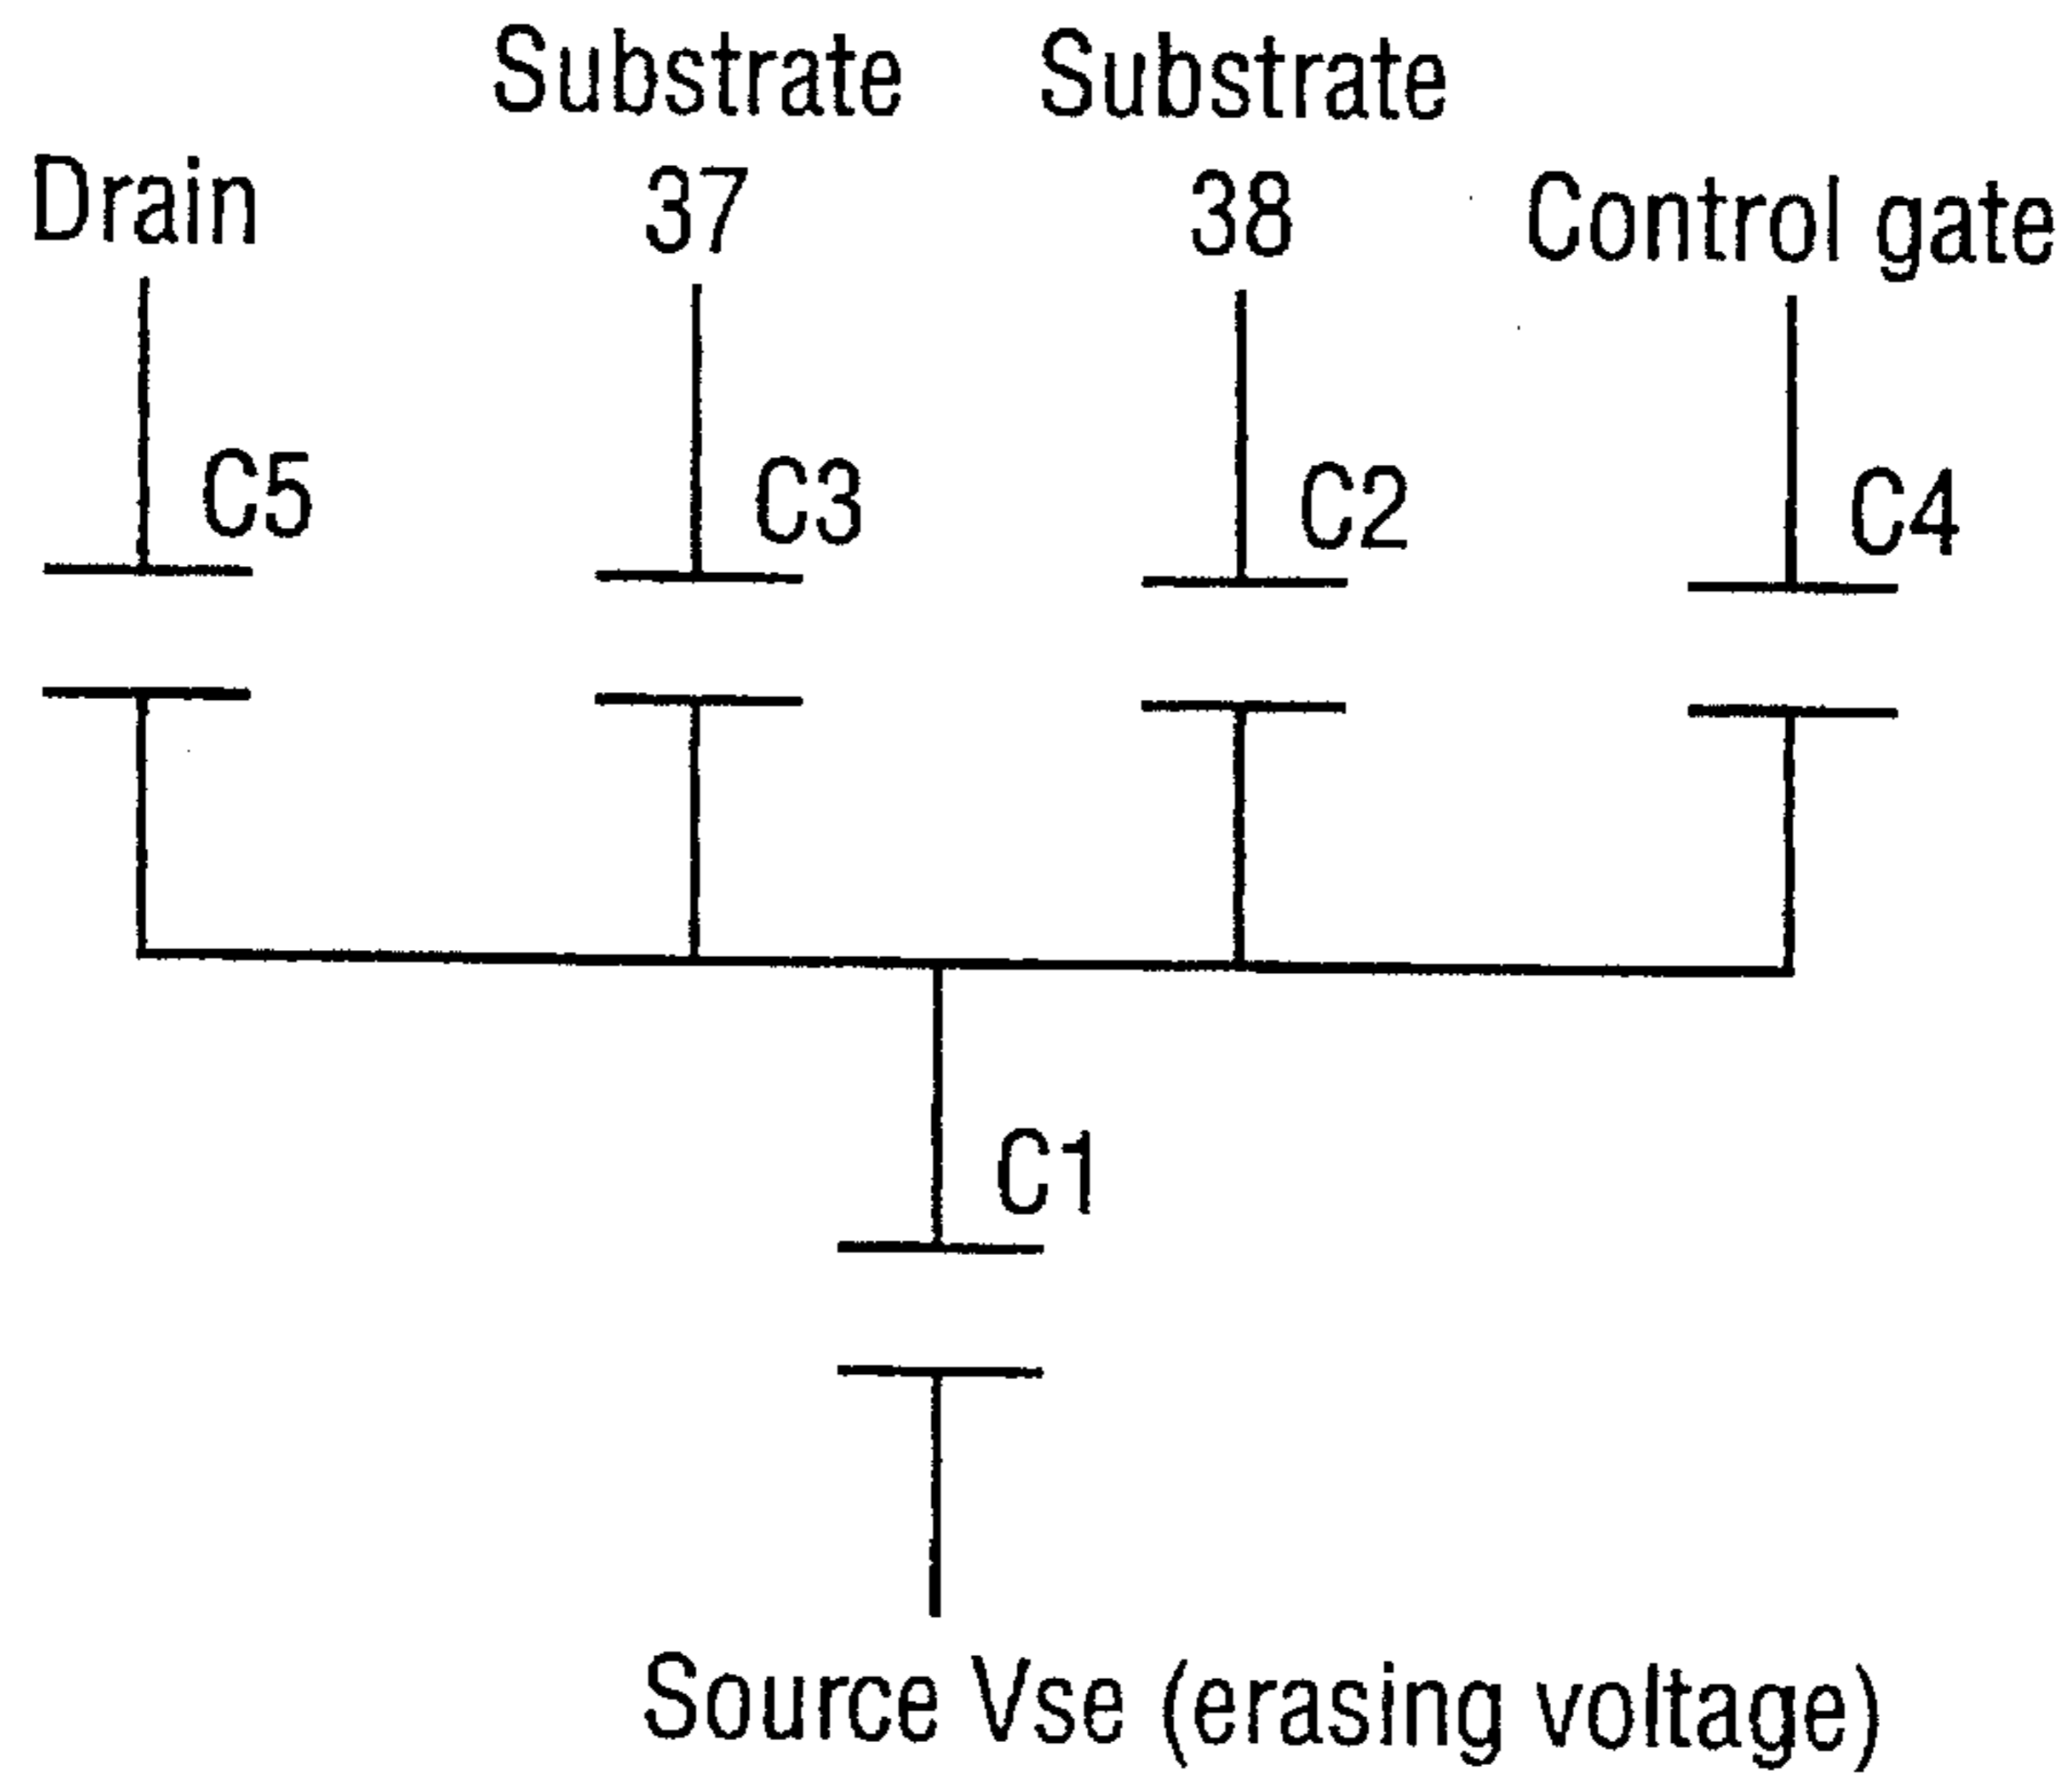 Drain
Substrate
37
Substrate
38
Control gate
C5
C3
C2
C4
C1
Source Vse (erasing voltage)